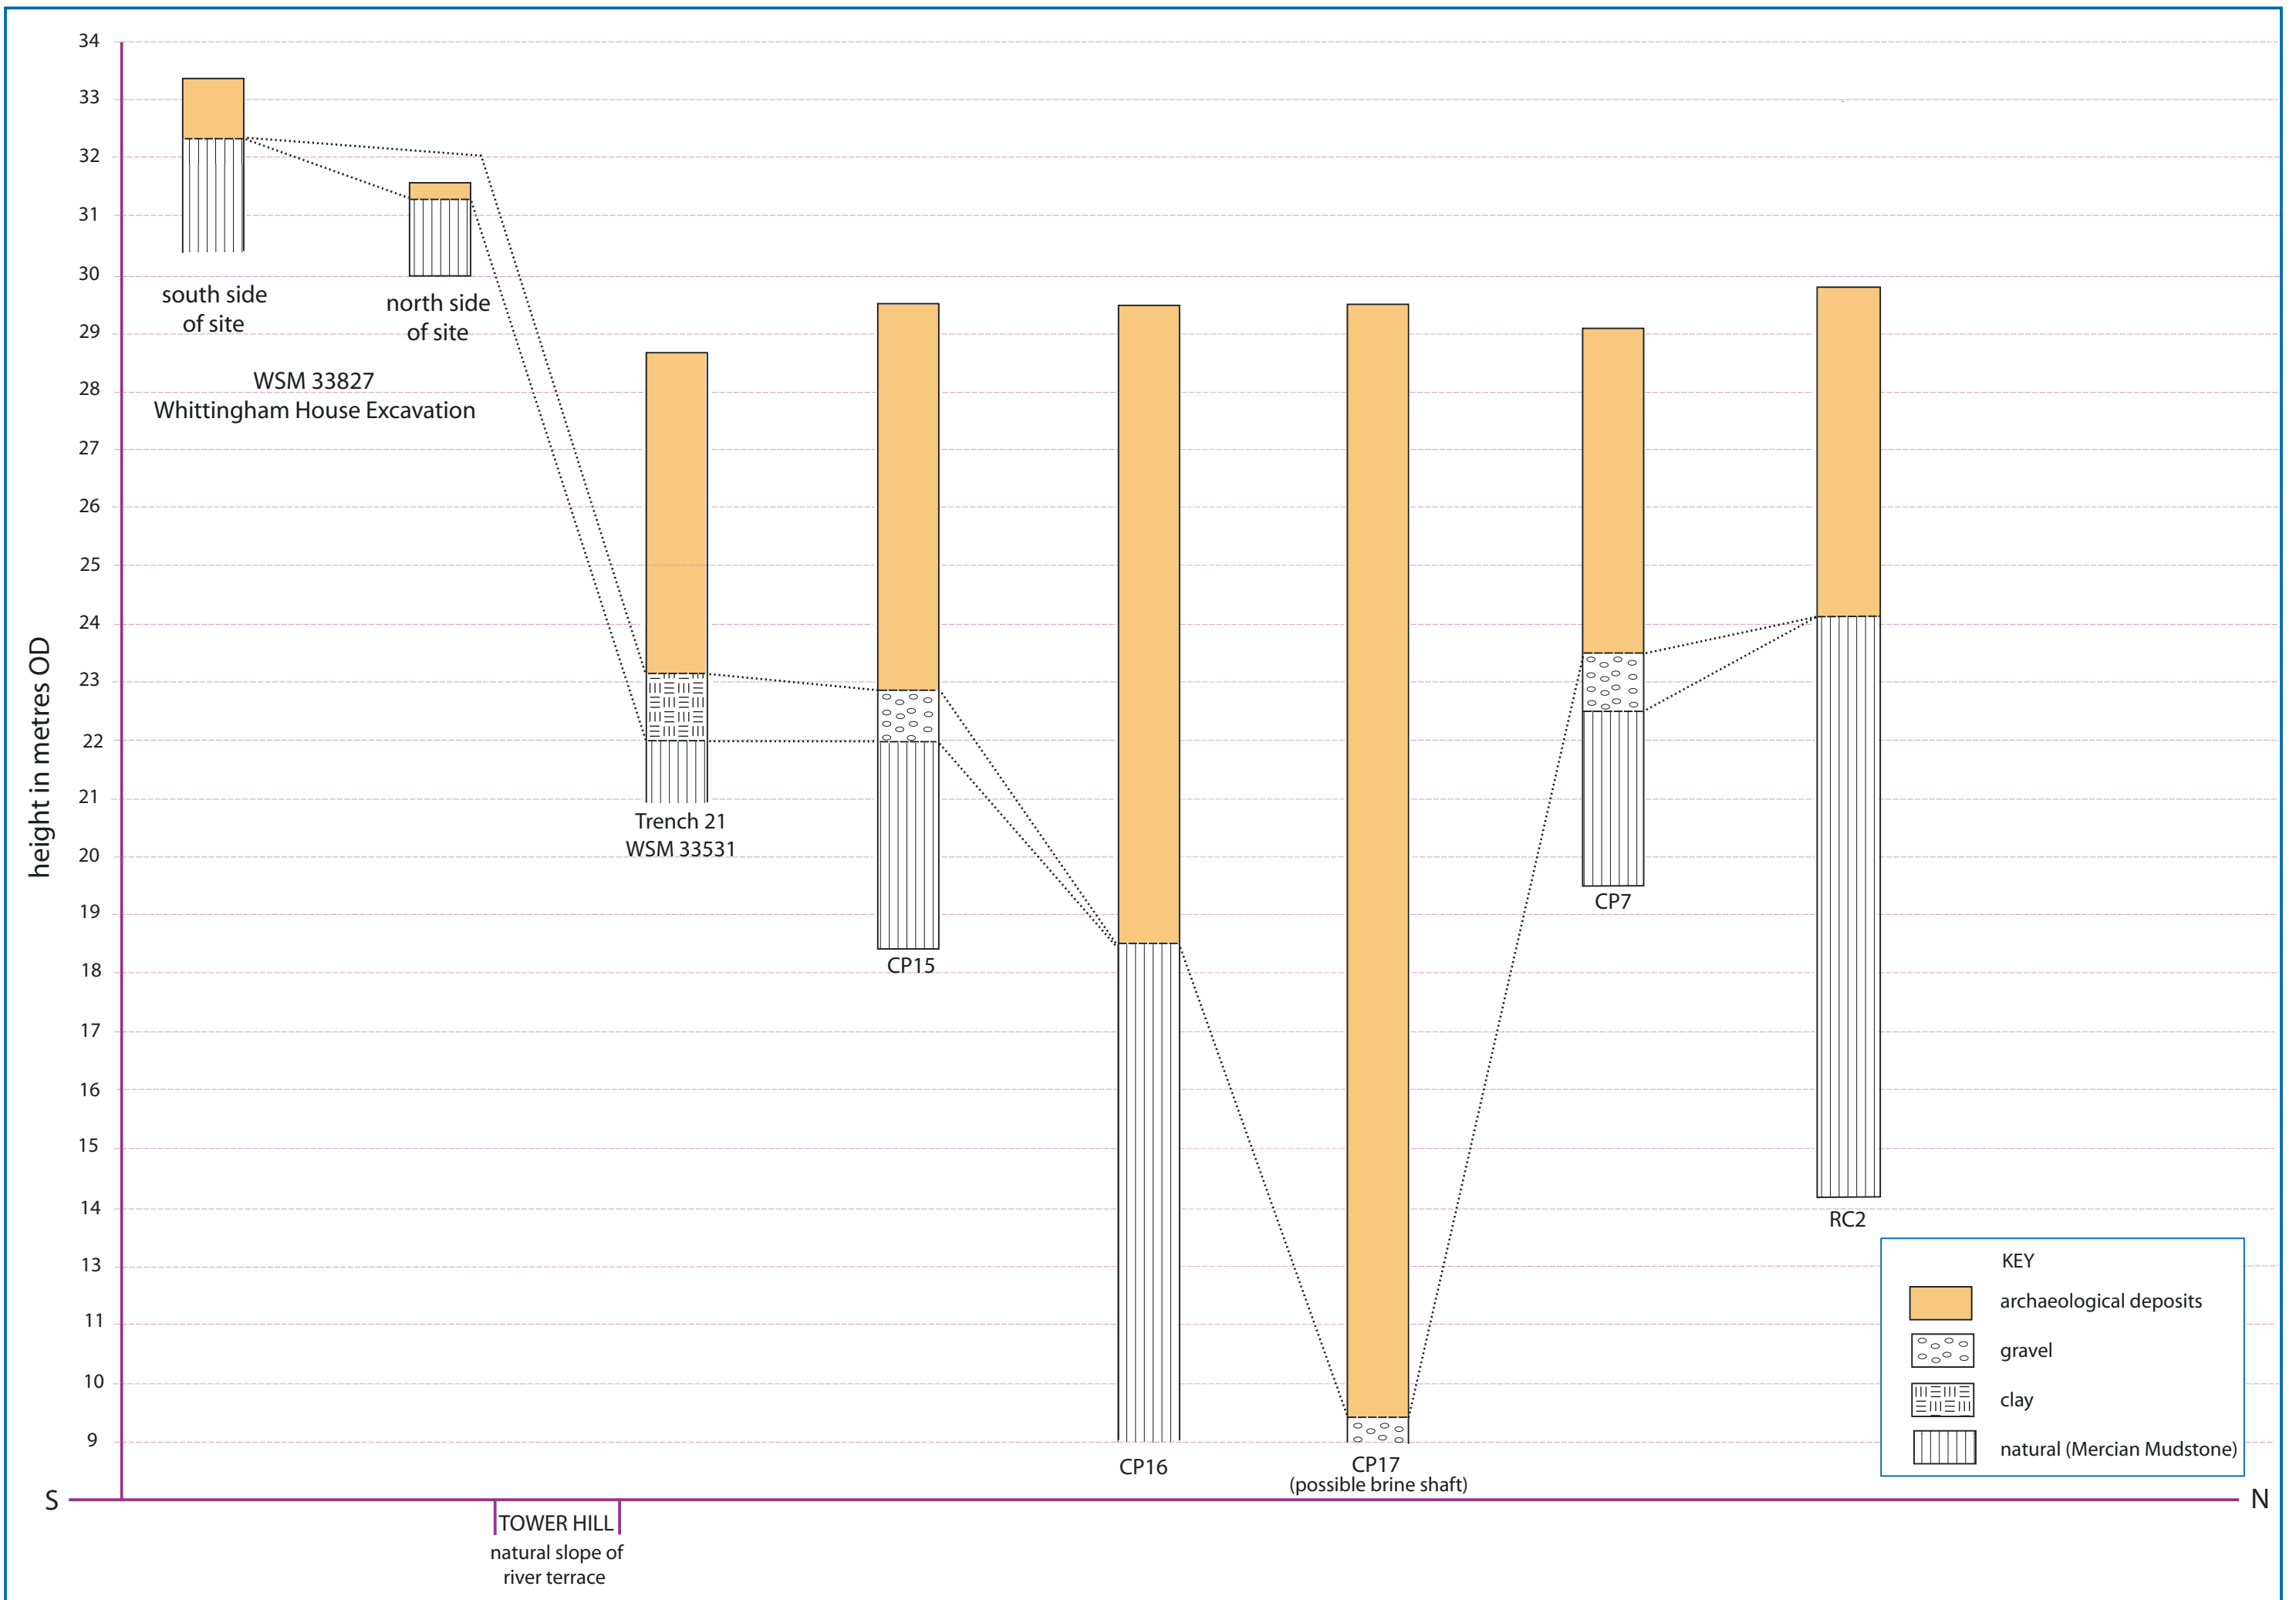 34
33
32
31
30
29
28
27
26
25
24
23
22
21
20
19
18
17
16
15
14
13
11
10
9
height in metres OD
south side
of site
north side
of site
WSM 33827
Whittingham House Excavation
Trench 21
WSM 33531
CP15
CP16
CP17
(possible brine shaft)
CP7
RC2
KEY
archaeological deposits
gravel
clay
natural (Mercian Mudstone)
S
N
TOWER HILL
natural slope of
river terrace